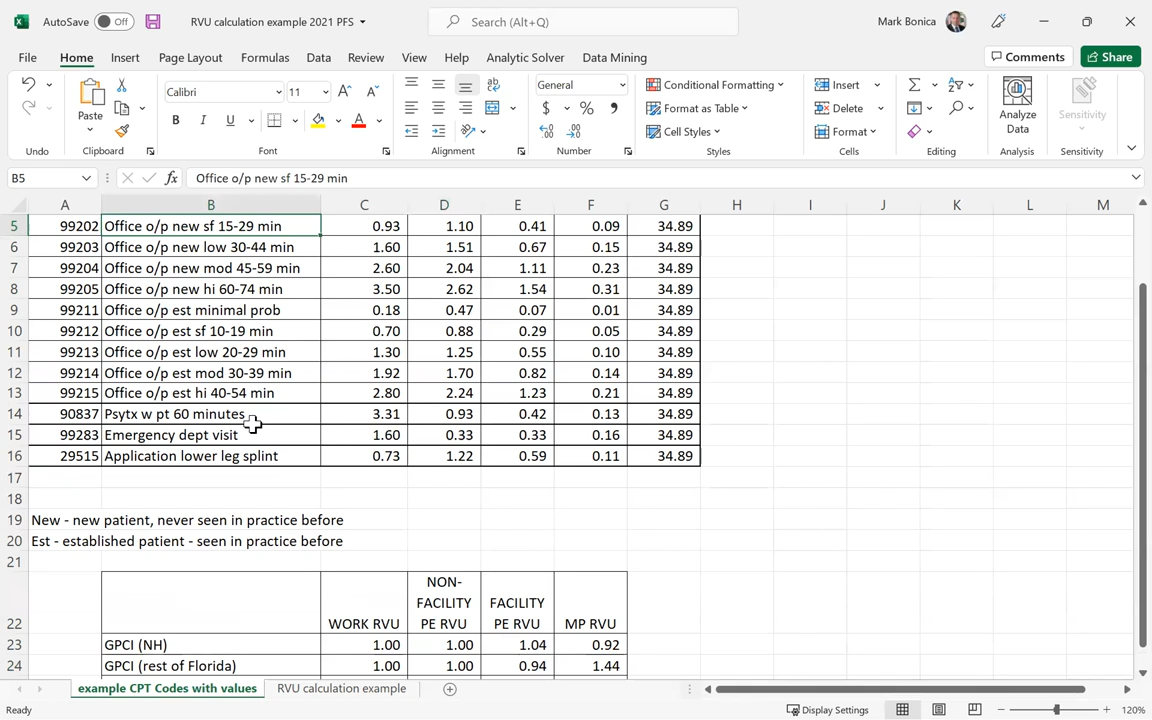 AutoSave Off RVU calculation example 2021 PFS Search (Alt+Q) Mark Bonica
File Home Insert Page Layout Formulas Data Review View Help Analytic Solver Data Mining Comments Share
Calibri 11 General Conditional Formatting Insert
Paste Format as Table Delete Analyze Data Sensitivity
Cell Styles Format
Undo Clipboard Font Alignment Number Styles Cells Editing Analysis Sensitivity
B5 fx Office o/p new sf 15-29 min
A B C D E F G H I J K L M
5 99202 Office o/p new sf 15-29 min 0.93 1.10 0.41 0.09 34.89
6 99203 Office o/p new low 30-44 min 1.60 1.51 0.67 0.15 34.89
7 99204 Office o/p new mod 45-59 min 2.60 2.04 1.11 0.23 34.89
8 99205 Office o/p new hi 60-74 min 3.50 2.62 1.54 0.31 34.89
9 99211 Office o/p est minimal prob 0.18 0.47 0.07 0.01 34.89
10 99212 Office o/p est sf 10-19 min 0.70 0.88 0.29 0.05 34.89
11 99213 Office o/p est low 20-29 min 1.30 1.25 0.55 0.10 34.89
12 99214 Office o/p est mod 30-39 min 1.92 1.70 0.82 0.14 34.89
13 99215 Office o/p est hi 40-54 min 2.80 2.24 1.23 0.21 34.89
14 90837 Psytx w pt 60 minutes 3.31 0.93 0.42 0.13 34.89
15 99283 Emergency dept visit 1.60 0.33 0.33 0.16 34.89
16 29515 Application lower leg splint 0.73 1.22 0.59 0.11 34.89
17
18
19 New - new patient, never seen in practice before
20 Est - established patient - seen in practice before
21
NON-
FACILITY FACILITY
22 WORK RVU PE RVU PE RVU MP RVU
23 GPCI (NH) 1.00 1.00 1.04 0.92
24 GPCI (rest of Florida) 1.00 1.00 0.94 1.44
example CPT Codes with values RVU calculation example
Ready Display Settings 120%